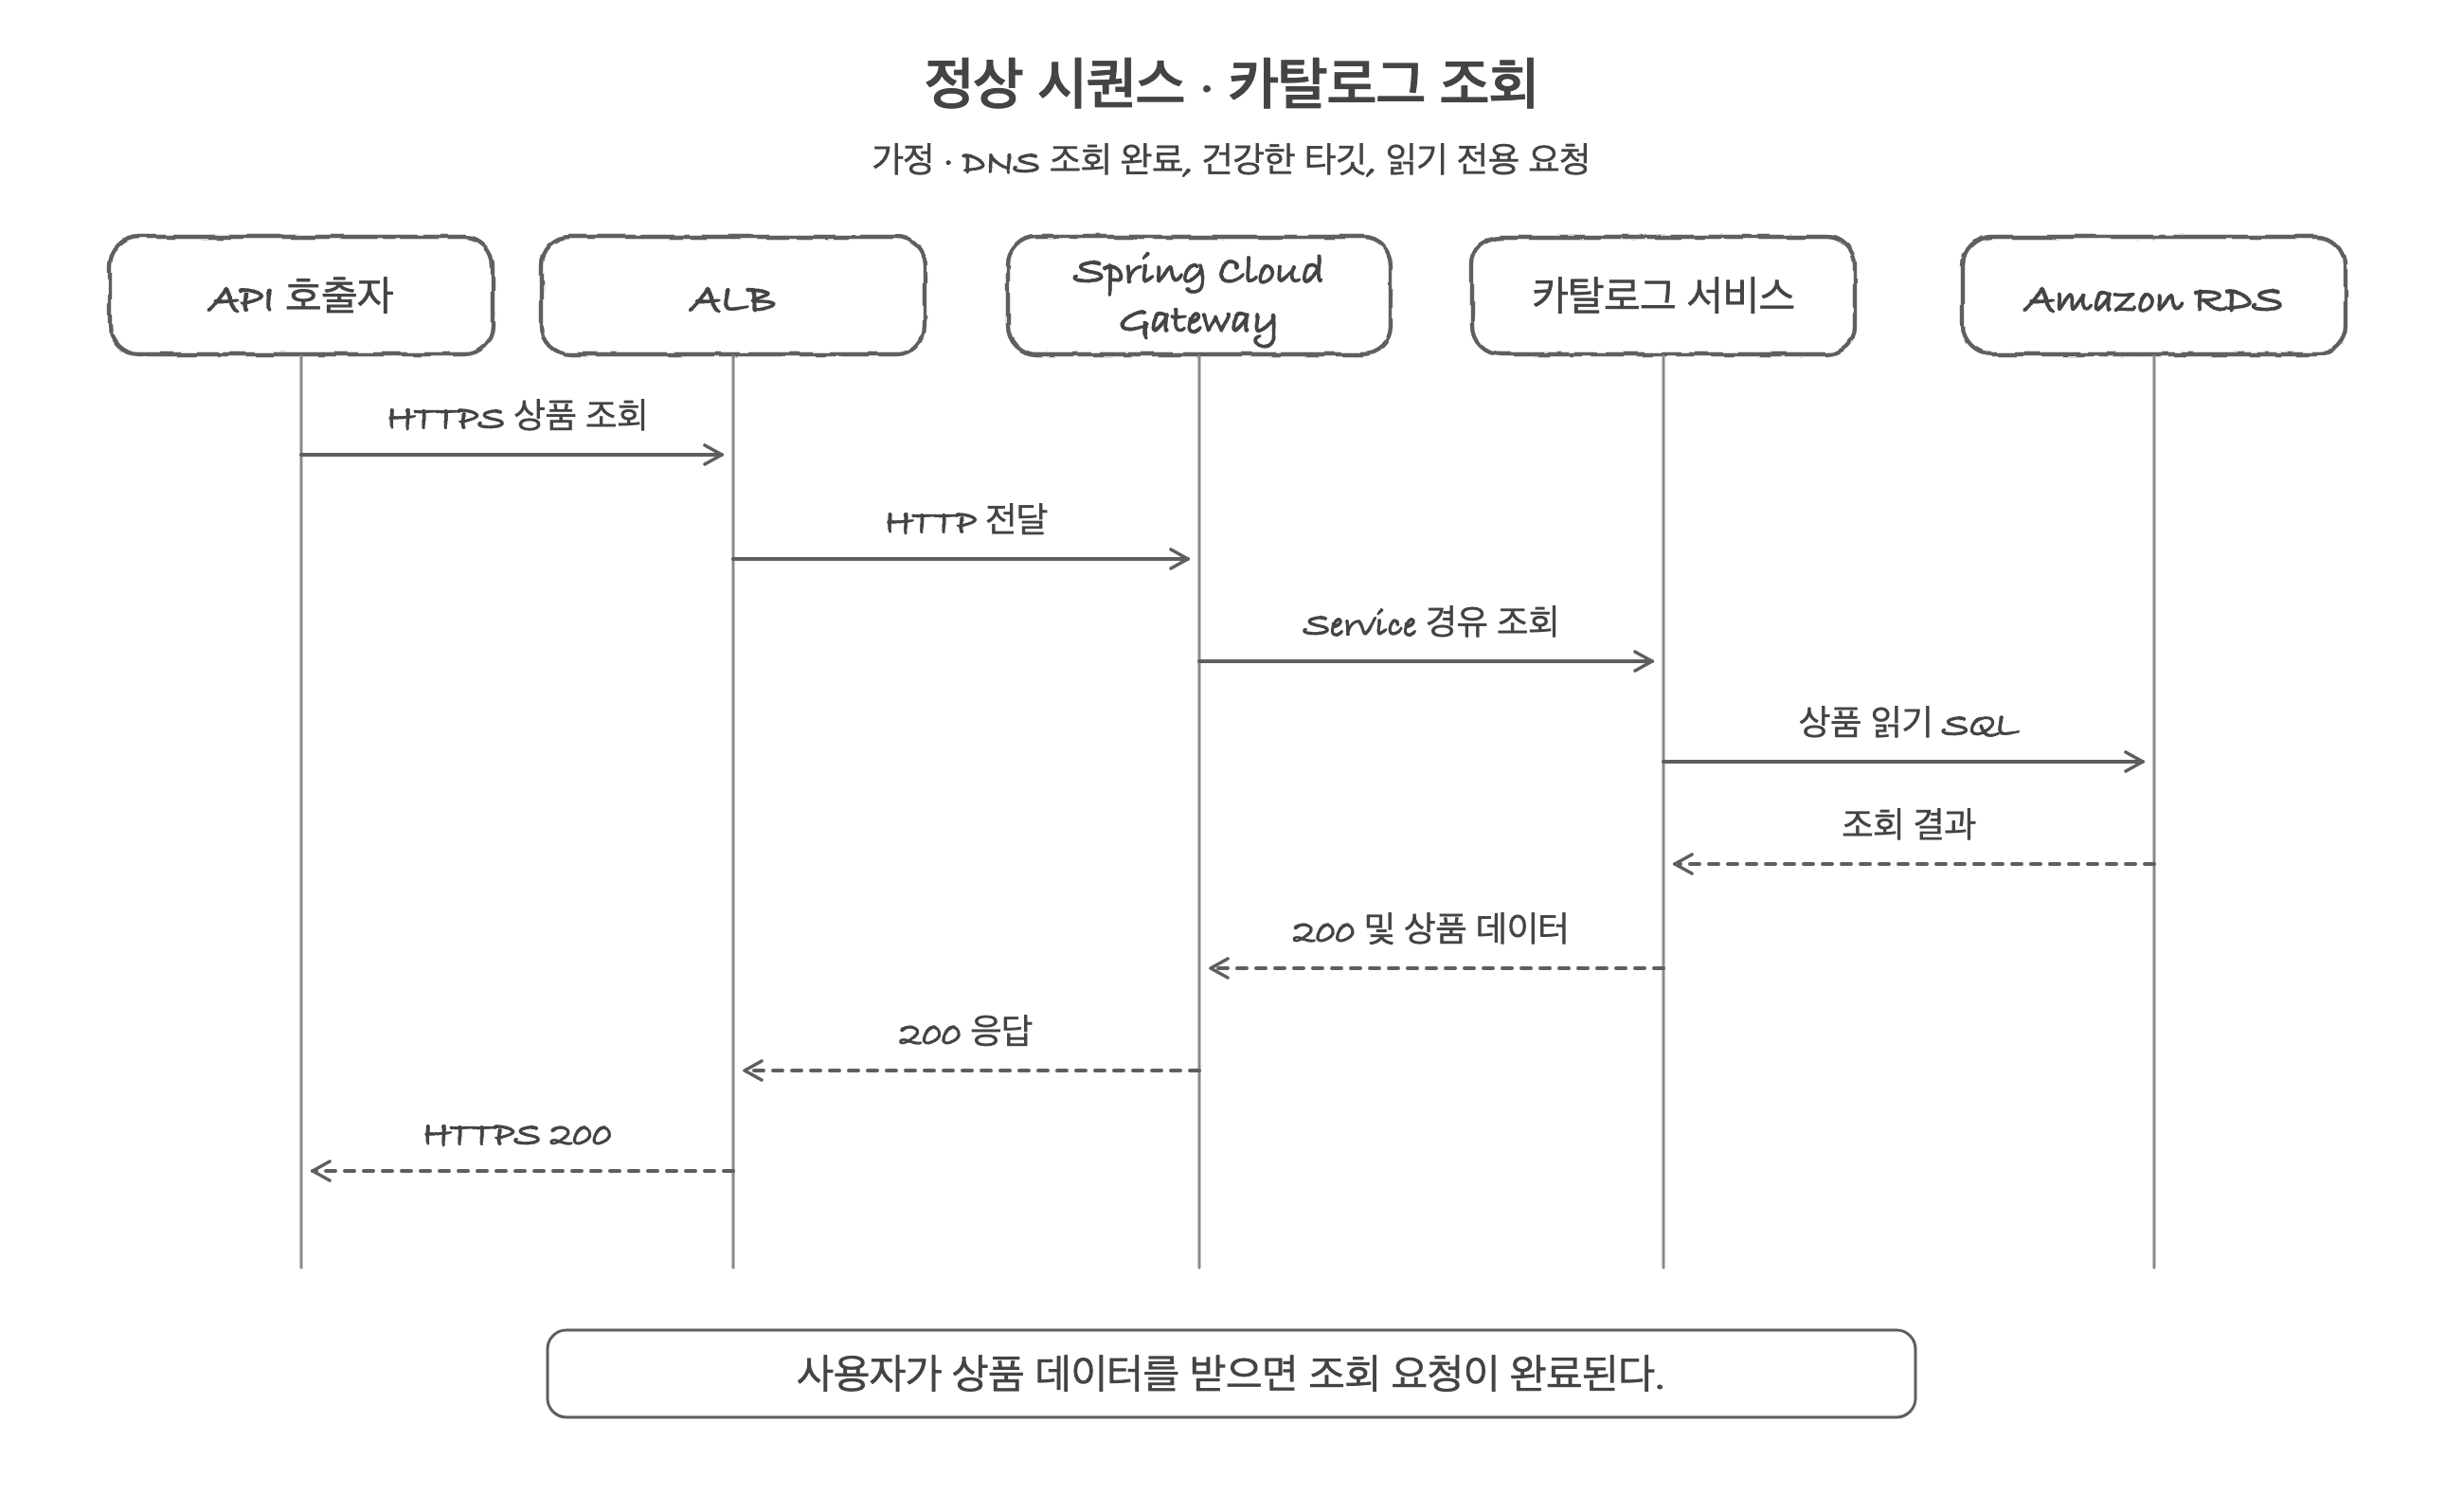 정상 시퀀스 · 카탈로그 조회
가정 · DNS 조회 완료, 건강한 타깃, 읽기 전용 요청
API 호출자
ALB
Spring Cloud
Gateway
카탈로그 서비스
Amazon RDS
HTTPS 상품 조회
HTTP 전달
Service 경유 조회
상품 읽기 SQL
조회 결과
200 및 상품 데이터
200 응답
HTTPS 200
사용자가 상품 데이터를 받으면 조회 요청이 완료된다.